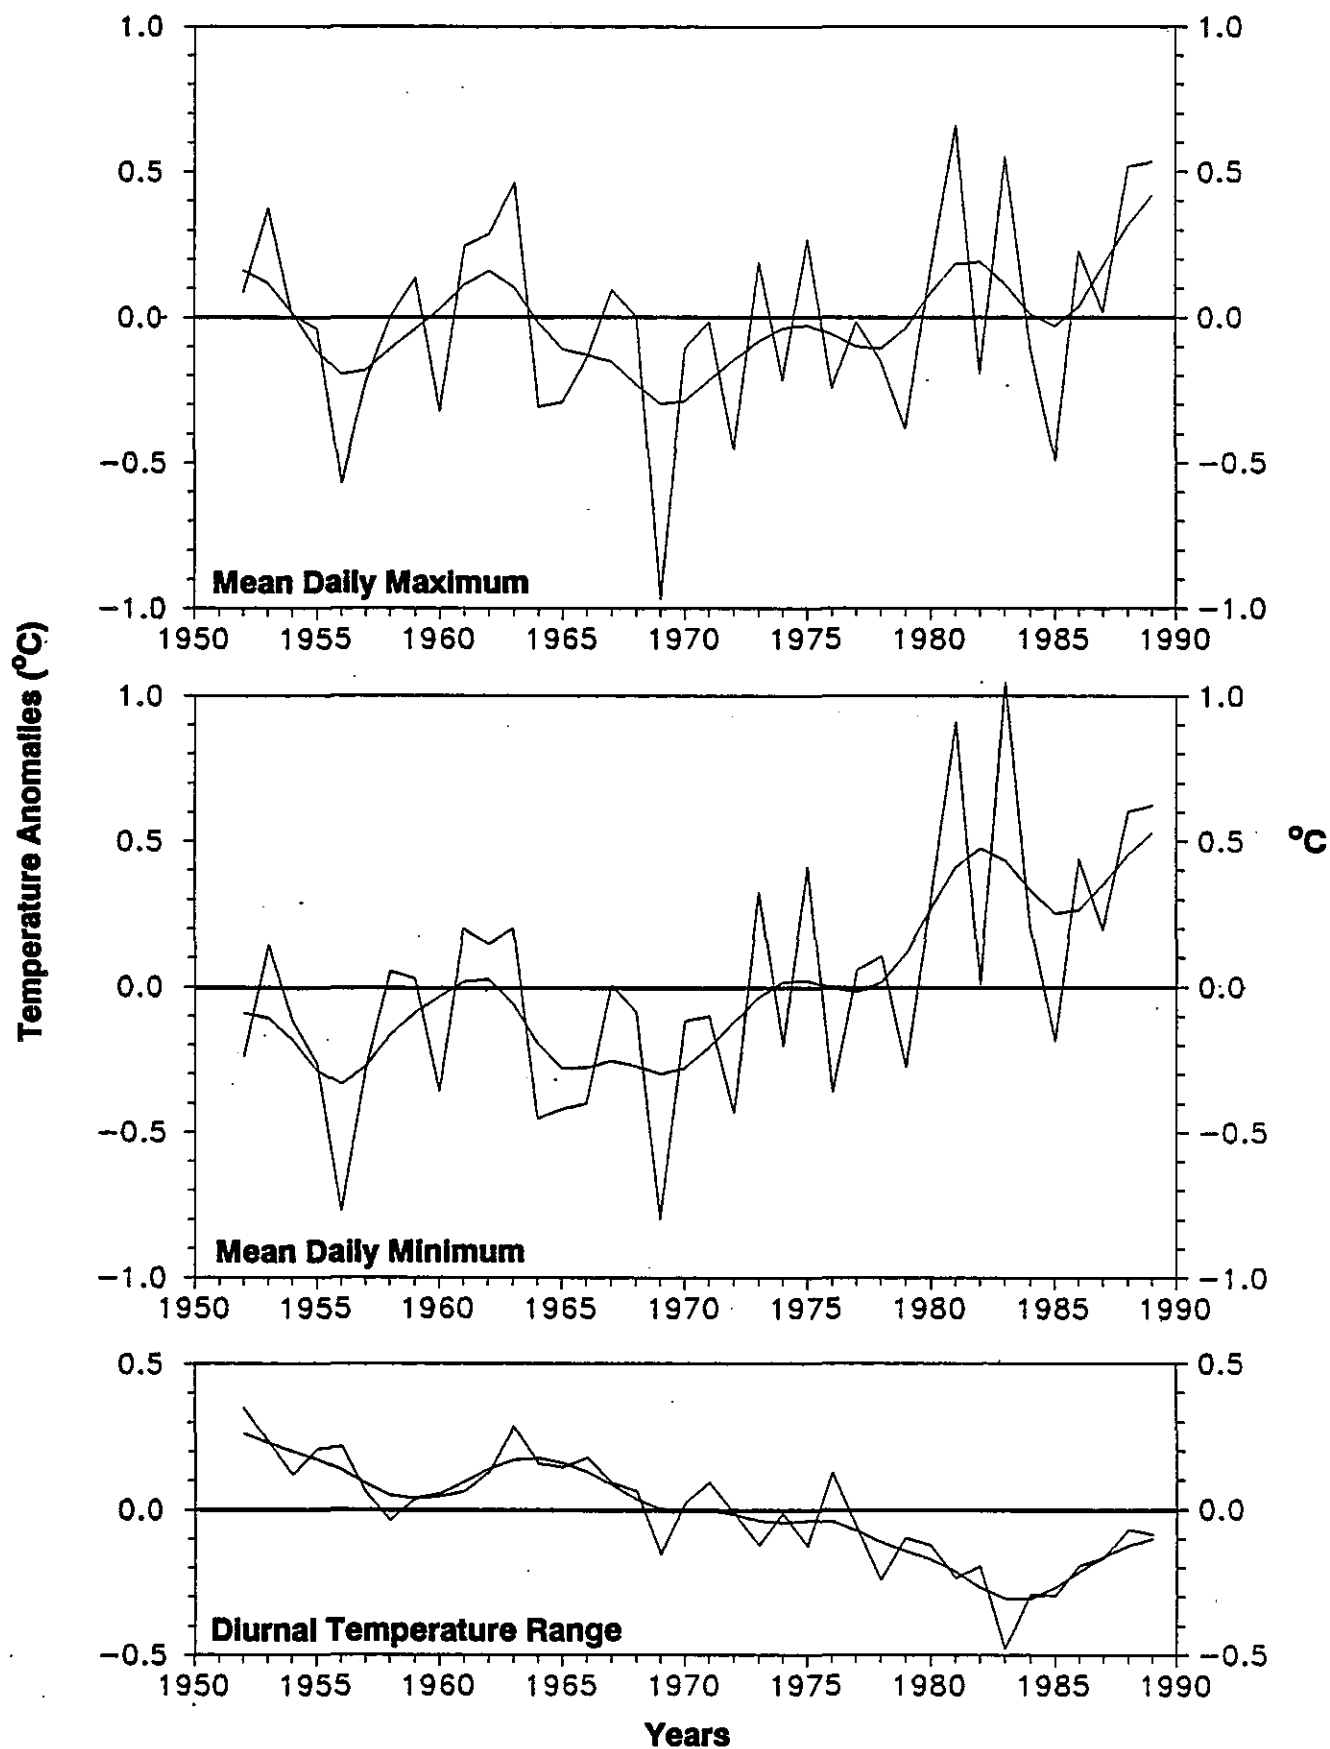 1.0 1.0
0.5 0.5
0.0 0.0
−0.5 −0.5
Mean Daily Maximum
−1.0 −1.0
1950 1955 1960 1965 1970 1975 1980 1985 1990
Temperature Anomalies (°C)
1.0 1.0
0.5 0.5 °C
0.0 0.0
−0.5 −0.5
Mean Daily Minimum
−1.0 −1.0
1950 1955 1960 1965 1970 1975 1980 1985 1990
0.5 0.5
0.0 0.0
Diurnal Temperature Range
−0.5 −0.5
1950 1955 1960 1965 1970 1975 1980 1985 1990
Years